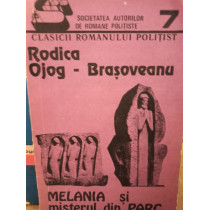 S
SOCIETATEA AUTORILOR
DE ROMANE POLIȚISTE
7
CLASICII ROMANULUI POLIȚIST
Rodica
Ojog - Brașoveanu
MELANIA și
misterul din PARC